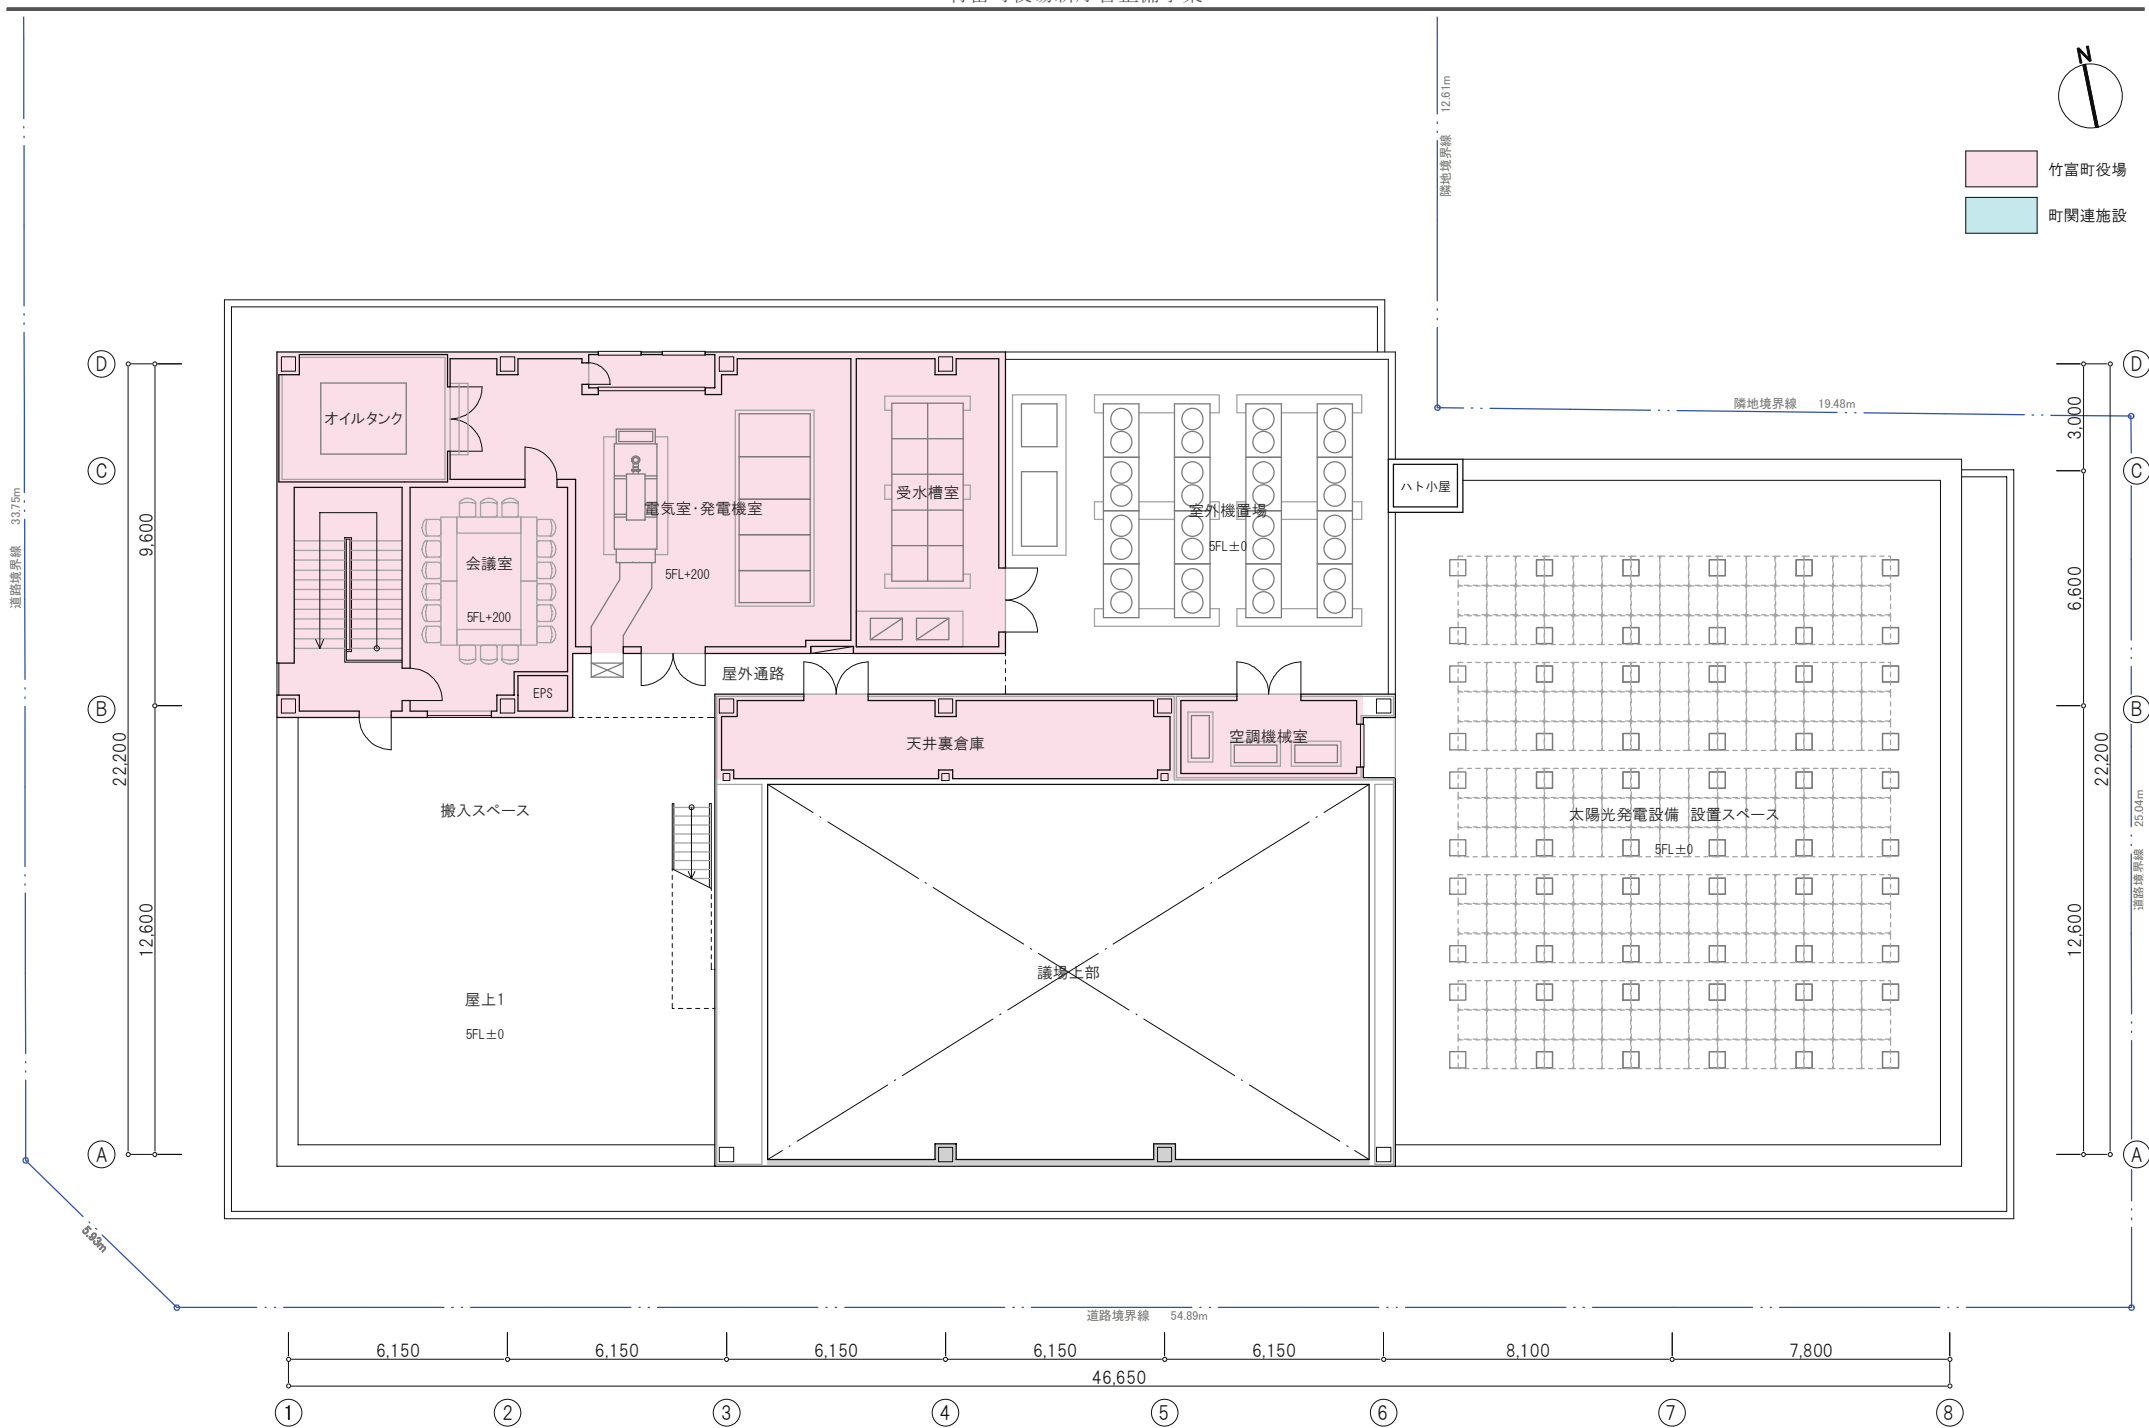 N
竹富町役場
町関連施設
隣地境界線 12.61m
隣地境界線 19.48m
道路境界線 33.75m
道路境界線 25.04m
道路境界線 54.89m
5.93m
D
C
B
A
D
C
B
A
9,600
12,600
22,200
3,000
6,600
12,600
22,200
オイルタンク
会議室
5FL+200
EPS
電気室・発電機室
5FL+200
受水槽室
室外機置場
5FL±0
ハト小屋
屋外通路
天井裏倉庫
空調機械室
搬入スペース
屋上1
5FL±0
議場上部
太陽光発電設備 設置スペース
5FL±0
6,150
6,150
6,150
6,150
6,150
8,100
7,800
46,650
1
2
3
4
5
6
7
8